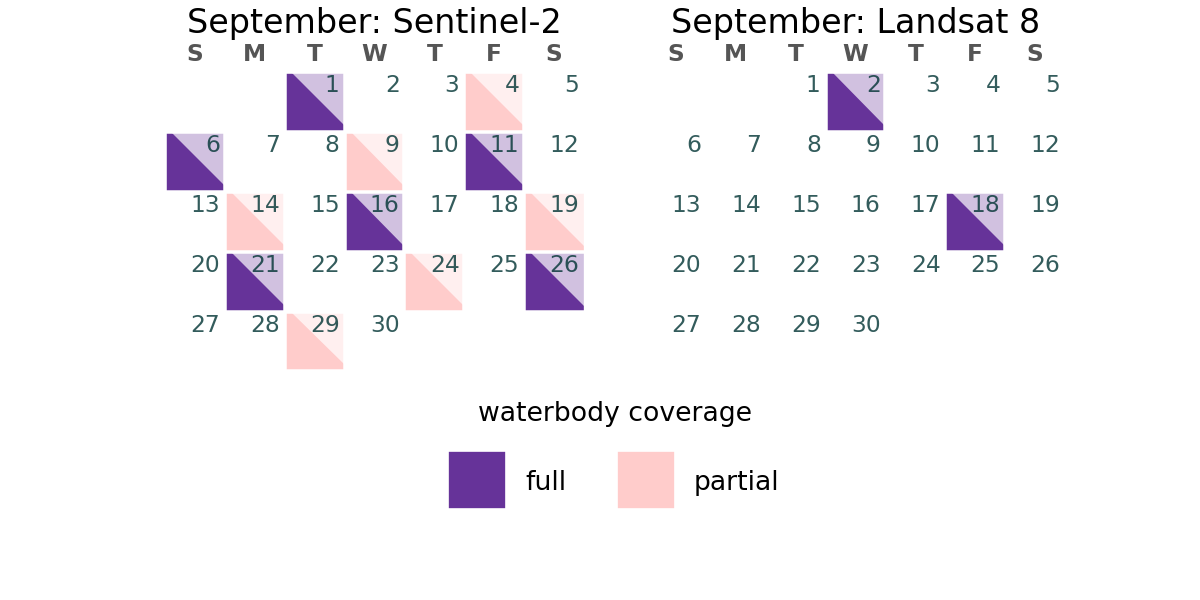 September: Sentinel-2
S M T W T F S
1 2 3 4 5
6 7 8 9 10 11 12
13 14 15 16 17 18 19
20 21 22 23 24 25 26
27 28 29 30
September: Landsat 8
S M T W T F S
1 2 3 4 5
6 7 8 9 10 11 12
13 14 15 16 17 18 19
20 21 22 23 24 25 26
27 28 29 30
waterbody coverage
full
partial